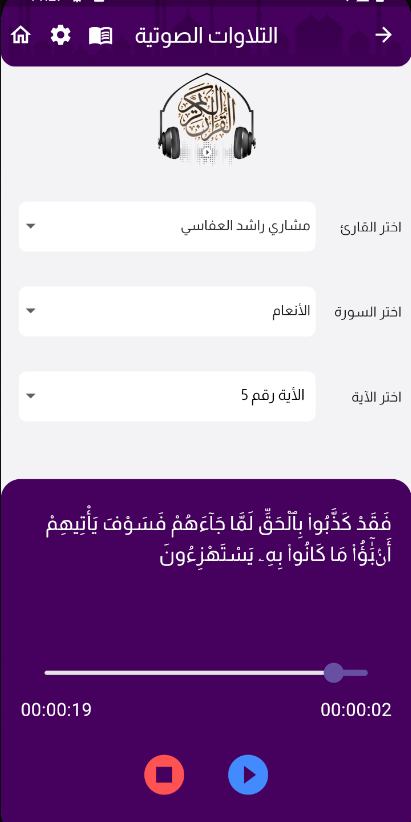 التلاوات الصوتية
القرآن الكريم
اختر القارئ
مشاري راشد العفاسي
اختر السورة
الأنعام
اختر الآية
الأية رقم 5
فَقَدْ كَذَّبُوا۟ بِٱلْحَقِّ لَمَّا جَآءَهُمْ فَسَوْفَ يَأْتِيهِمْ
أَنۢبَٰٓؤُا۟ مَا كَانُوا۟ بِهِۦ يَسْتَهْزِءُونَ
00:00:02
00:00:19